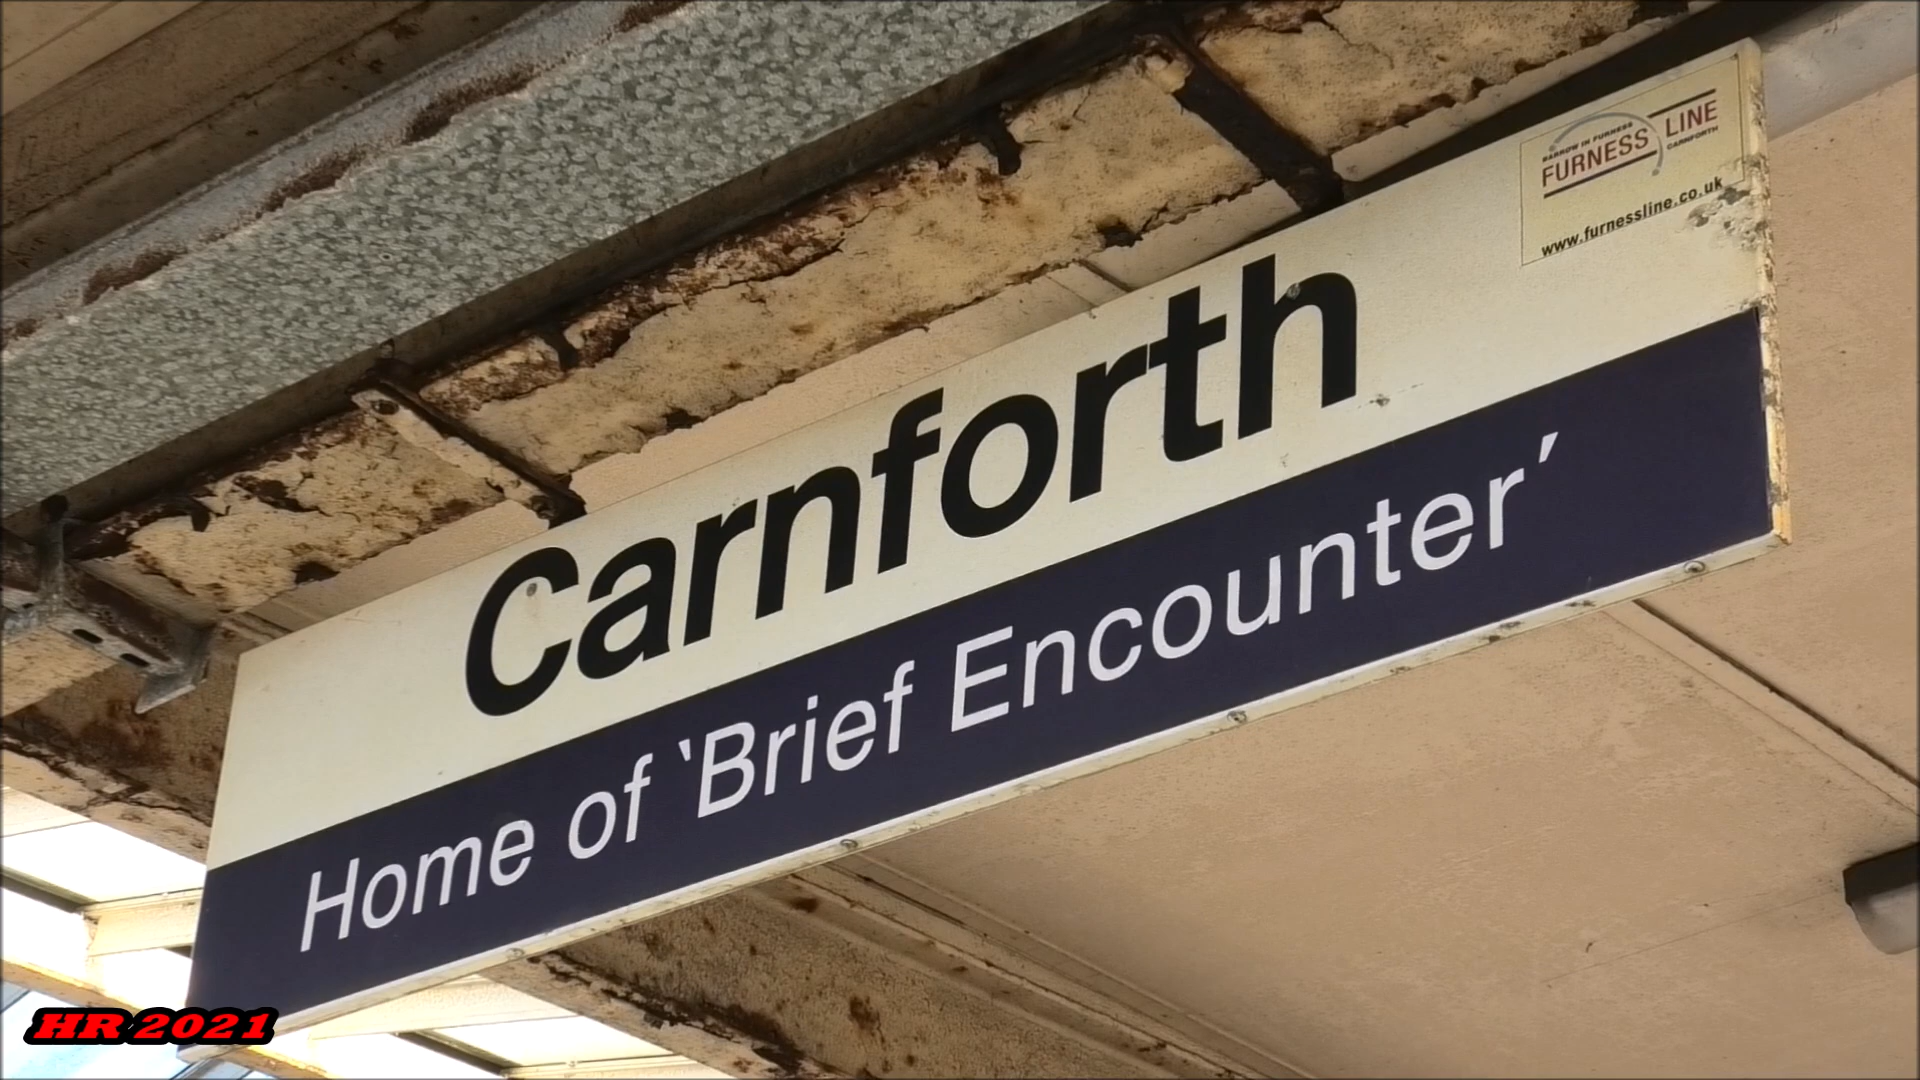 BARROW IN FURNESS
FURNESS LINE
CARNFORTH
www.furnessline.co.uk
Carnforth
Home of 'Brief Encounter'
HR 2021